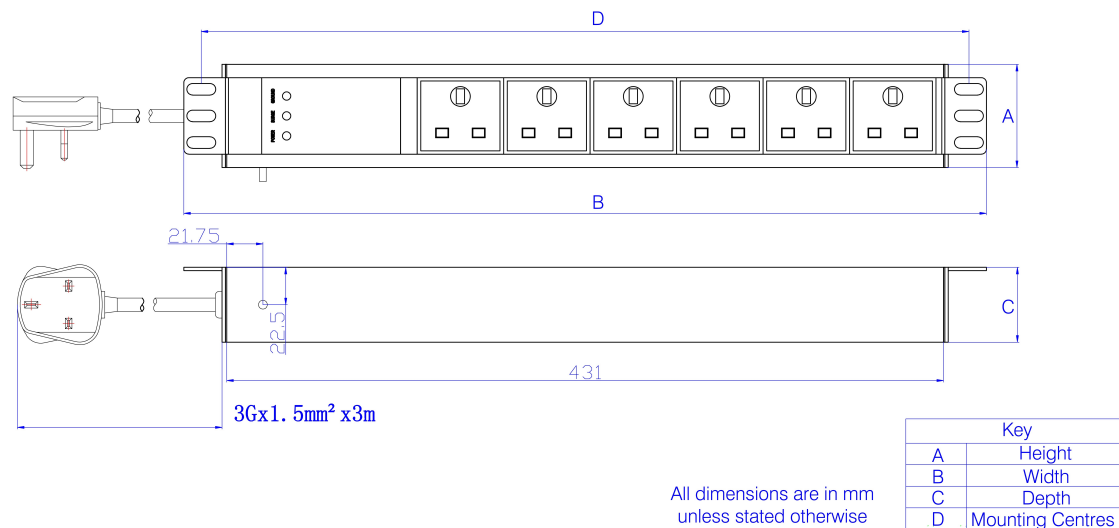 D
A
POWER
B
21.75
22.5
C
431
3Gx1.5mm² x3m
All dimensions are in mm
unless stated otherwise
Key
A Height
B Width
C Depth
D Mounting Centres